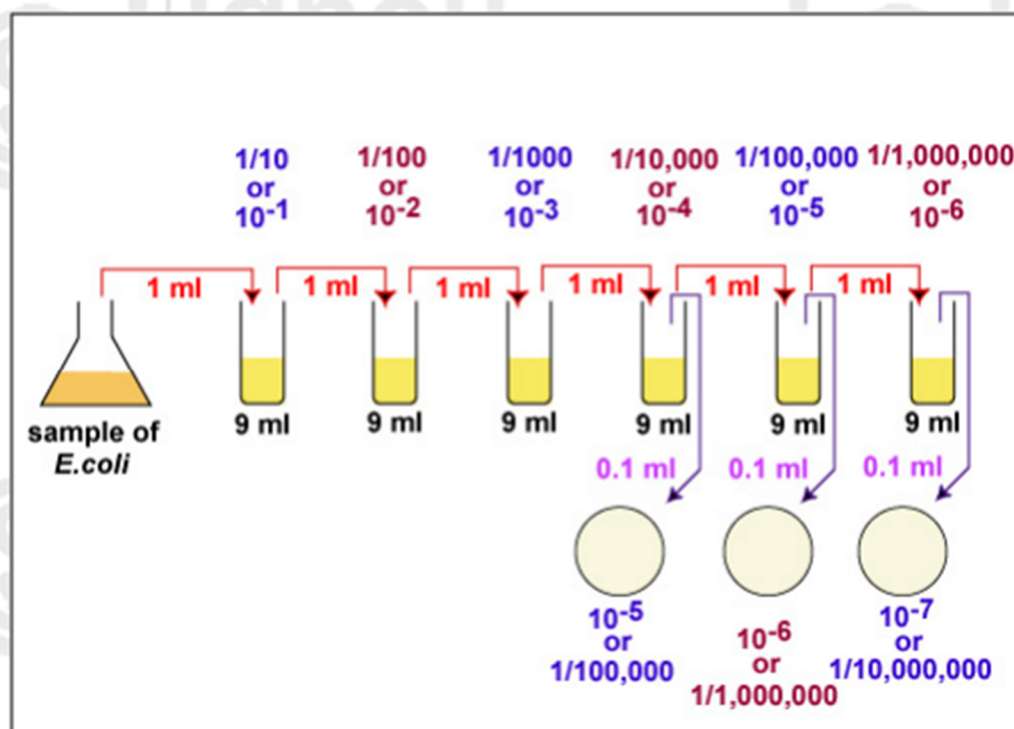 1/10
or
10-1
1/100
or
10-2
1/1000
or
10-3
1/10,000
or
10-4
1/100,000
or
10-5
1/1,000,000
or
10-6
1 ml
1 ml
1 ml
1 ml
1 ml
1 ml
sample of
E.coli
9 ml
9 ml
9 ml
9 ml
9 ml
9 ml
0.1 ml
0.1 ml
0.1 ml
10-5
or
1/100,000
10-6
or
1/1,000,000
10-7
or
1/10,000,000